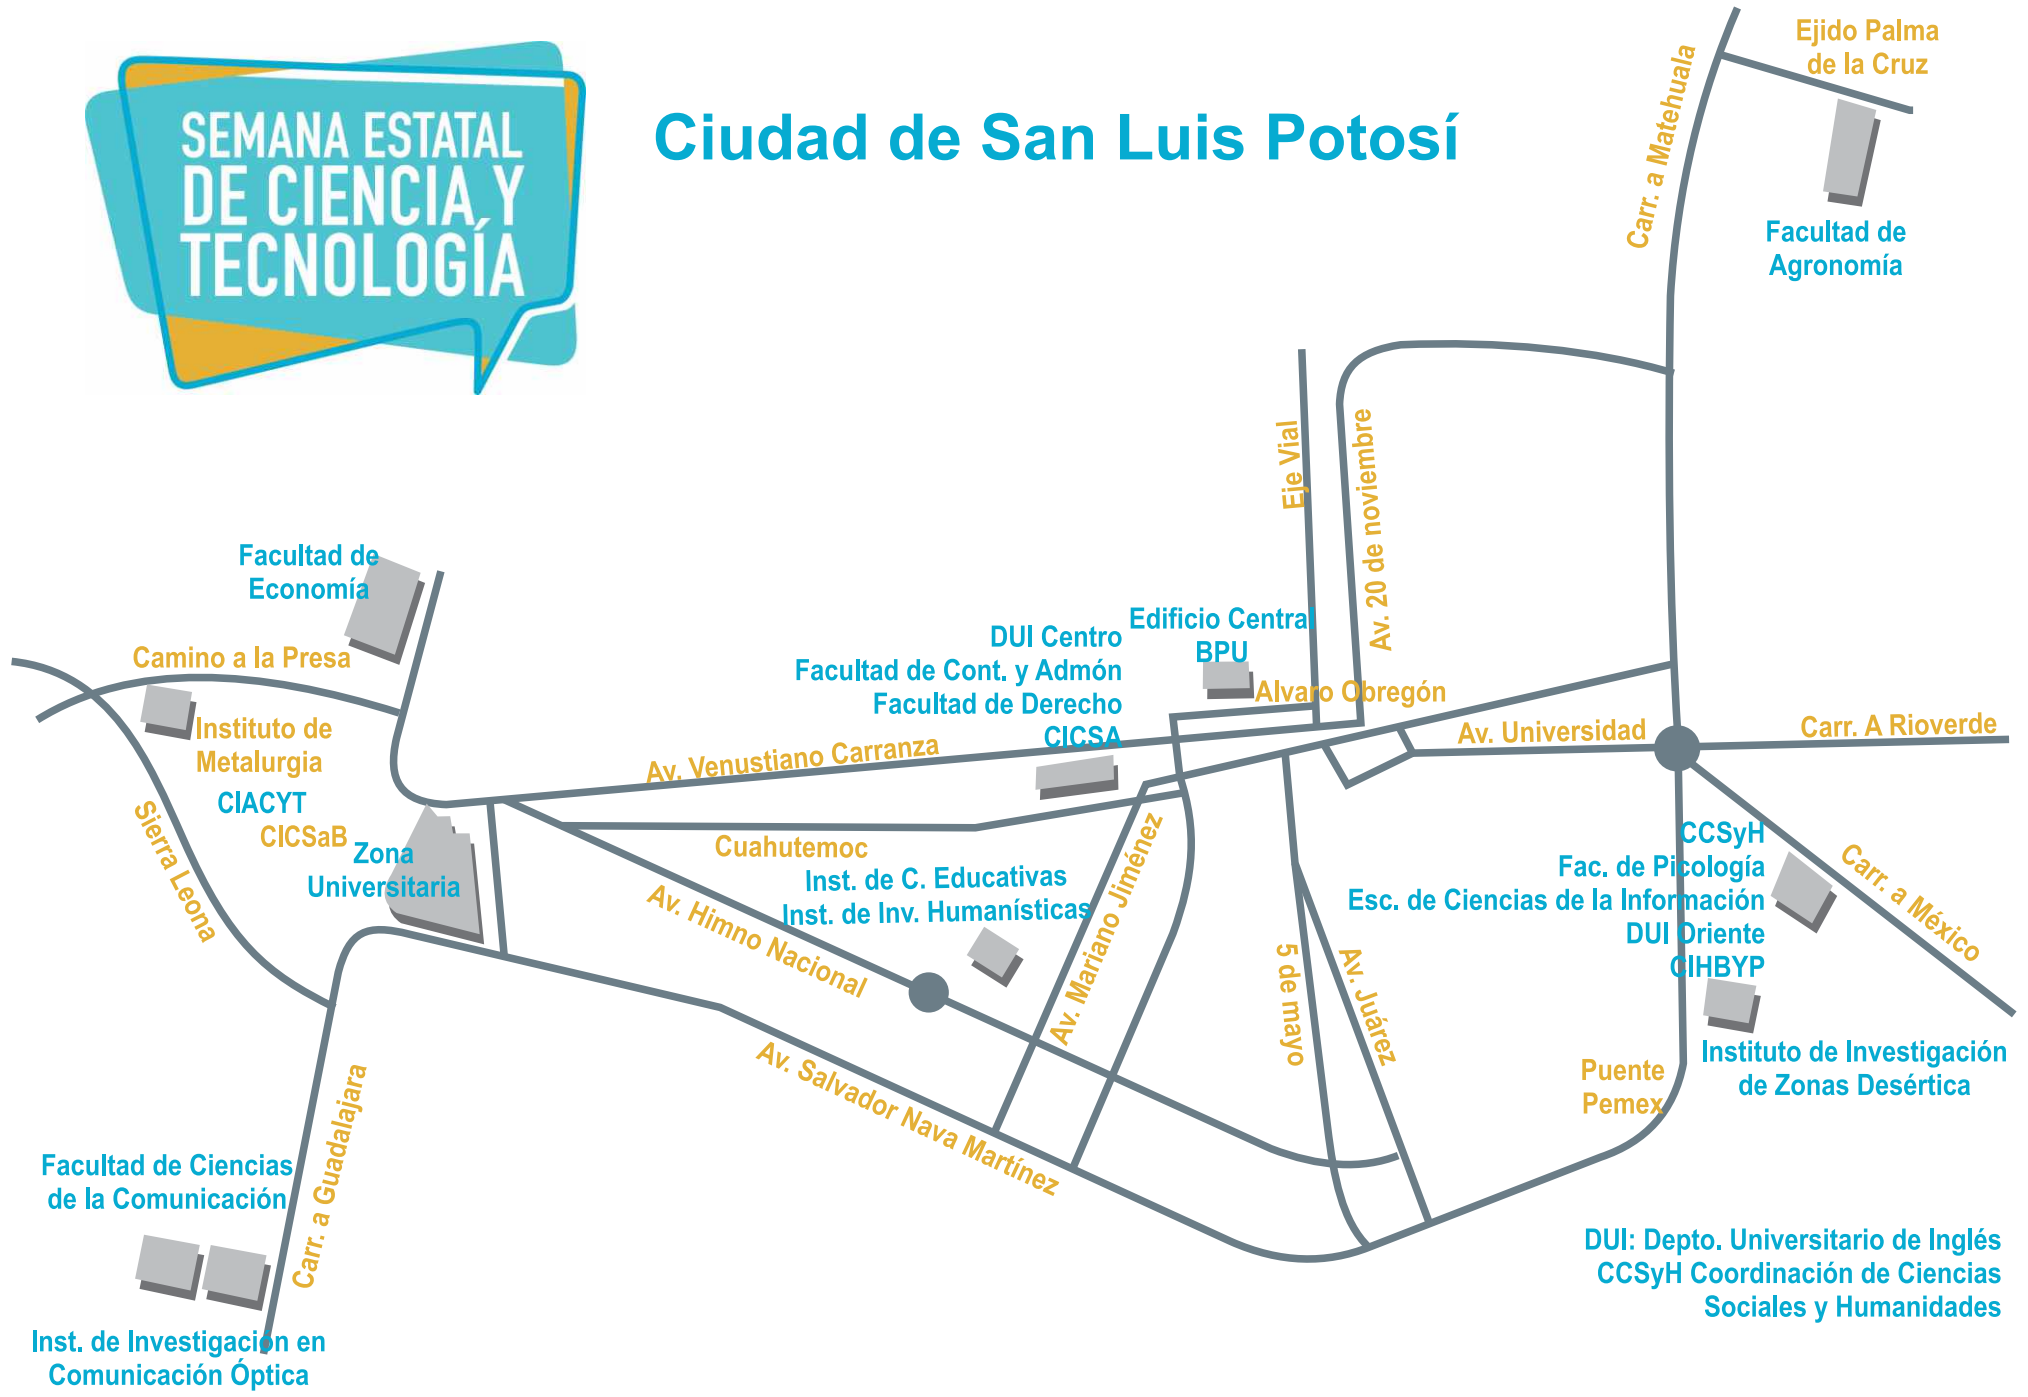 SEMANA ESTATAL
DE CIENCIA Y
TECNOLOGÍA
Ciudad de San Luis Potosí
Ejido Palma
de la Cruz
Carr. a Matehuala
Facultad de
Agronomía
Eje Vial
Av. 20 de noviembre
Facultad de
Economía
Camino a la Presa
Instituto de
Metalurgia
CIACYT
CICSaB
Zona
Universitaria
Sierra Leona
DUI Centro
Facultad de Cont. y Admón
Facultad de Derecho
CICSA
Edificio Central
BPU
Alvaro Obregón
Av. Venustiano Carranza
Av. Universidad
Carr. A Rioverde
Cuahutemoc
Inst. de C. Educativas
Inst. de Inv. Humanísticas
Av. Himno Nacional
Av. Mariano Jiménez
5 de mayo
Av. Juárez
CCSyH
Fac. de Picología
Esc. de Ciencias de la Información
DUI Oriente
CIHBYP
Carr. a México
Instituto de Investigación
de Zonas Desértica
Puente
Pemex
Av. Salvador Nava Martínez
Carr. a Guadalajara
Facultad de Ciencias
de la Comunicación
Inst. de Investigación en
Comunicación Óptica
DUI: Depto. Universitario de Inglés
CCSyH Coordinación de Ciencias
Sociales y Humanidades